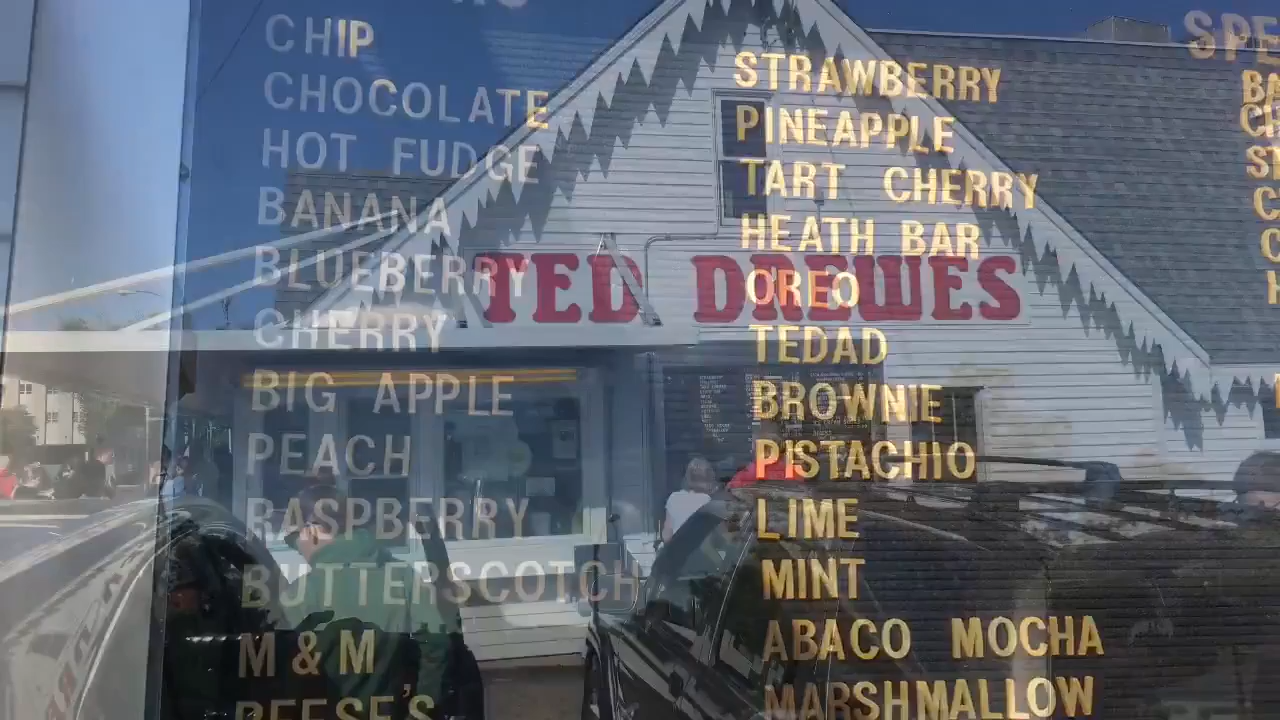 CHIP
CHOCOLATE
HOT FUDGE
BANANA
BLUEBERRY
CHERRY
BIG APPLE
PEACH
RASPBERRY
BUTTERSCOTCH
M & M
REESE'S
STRAWBERRY
PINEAPPLE
TART CHERRY
HEATH BAR
OREO
TEDAD
BROWNIE
PISTACHIO
LIME
MINT
ABACO MOCHA
MARSHMALLOW
TED DREWES